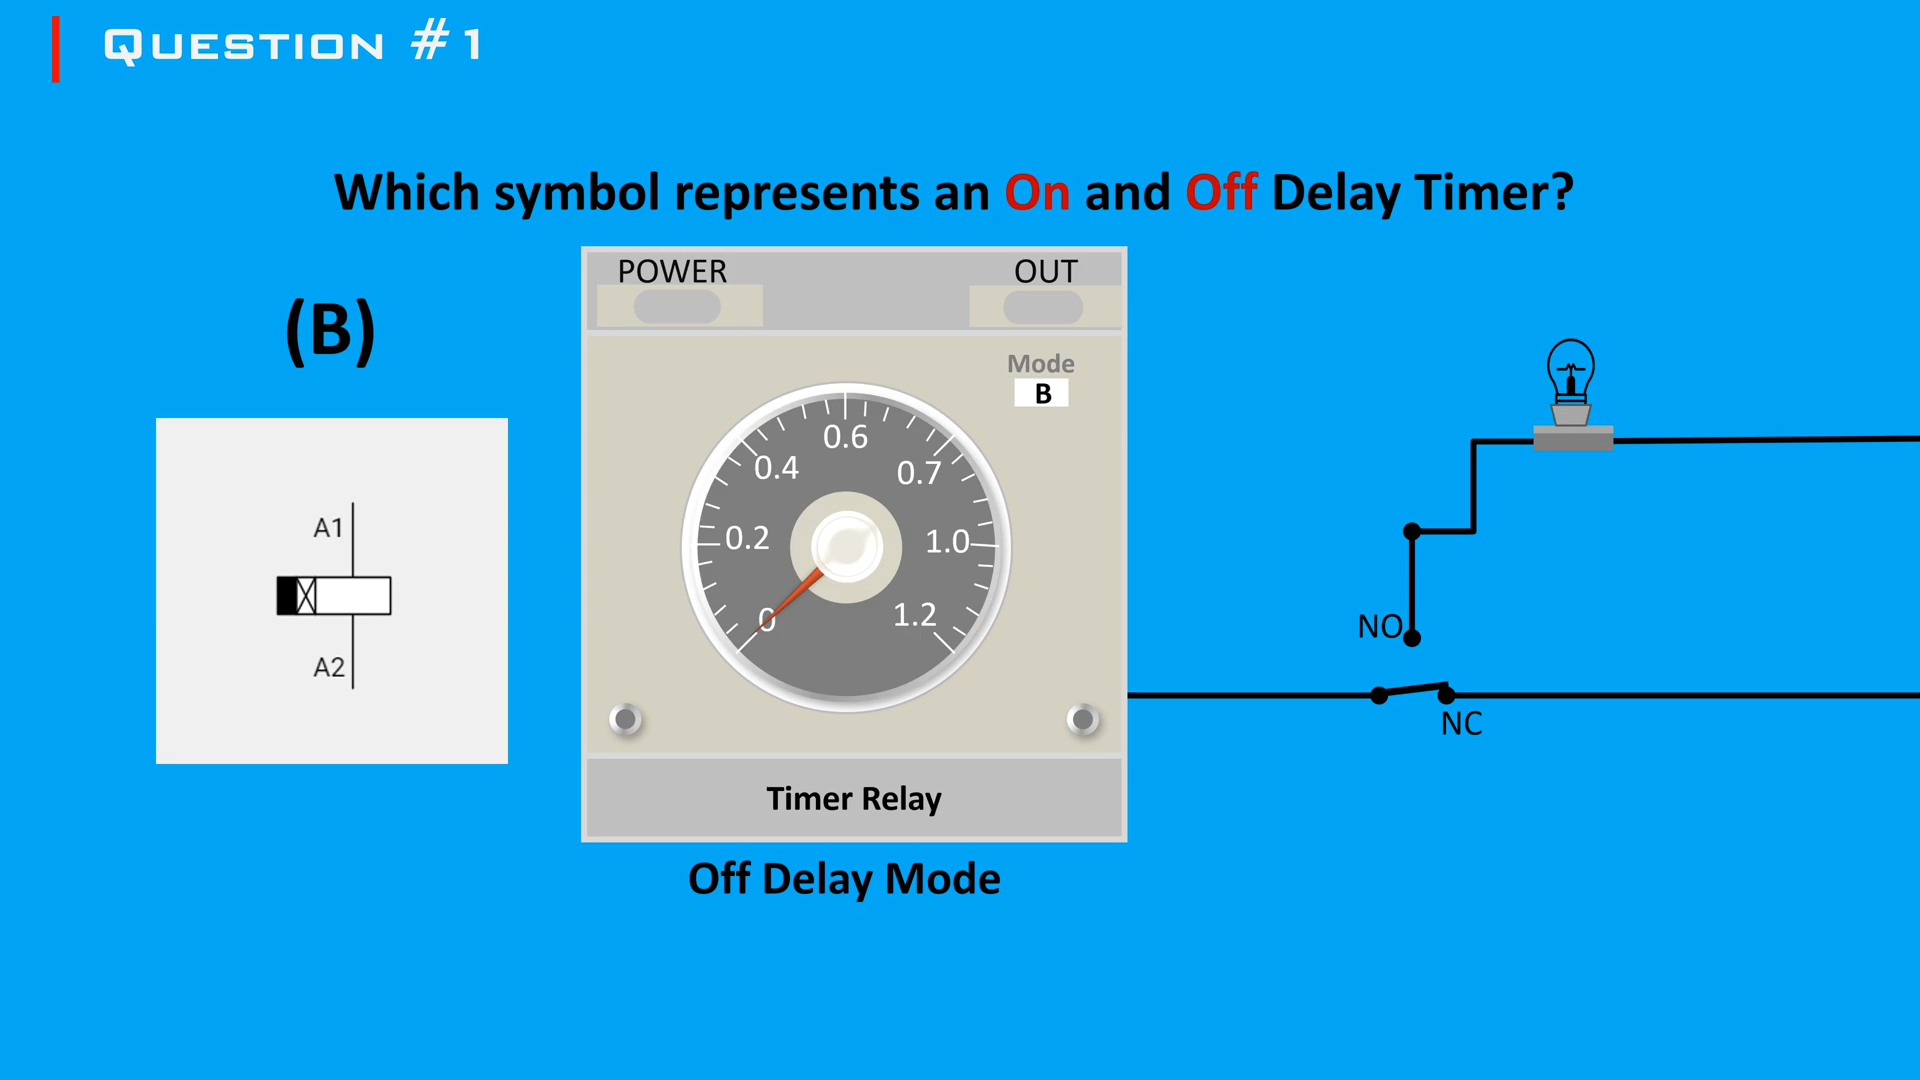 QUESTION #1
Which symbol represents an On and Off Delay Timer?
(B)
A1
A2
POWER
OUT
Mode
B
0
0.2
0.4
0.6
0.7
1.0
1.2
Timer Relay
Off Delay Mode
NO
NC